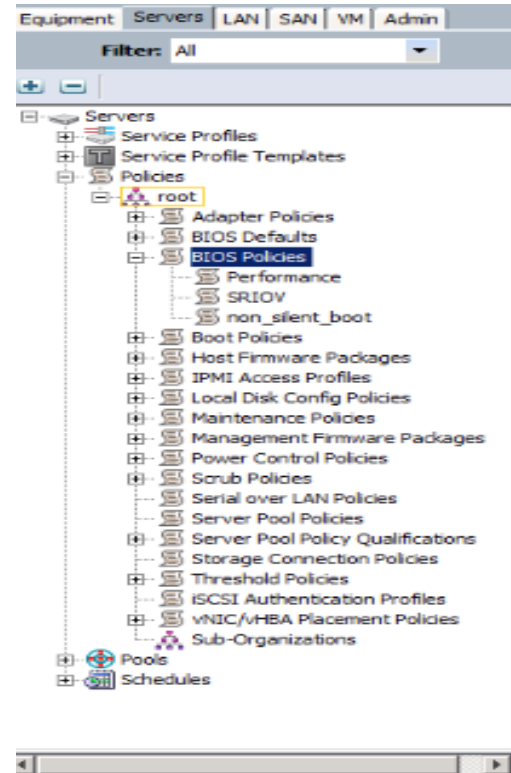 Equipment Servers LAN SAN VM Admin
Filter: All
Servers
Service Profiles
Service Profile Templates
Policies
root
Adapter Policies
BIOS Defaults
BIOS Policies
Performance
SRIOV
non_silent_boot
Boot Policies
Host Firmware Packages
IPMI Access Profiles
Local Disk Config Policies
Maintenance Policies
Management Firmware Packages
Power Control Policies
Scrub Policies
Serial over LAN Policies
Server Pool Policies
Server Pool Policy Qualifications
Storage Connection Policies
Threshold Policies
iSCSI Authentication Profiles
vNIC/vHBA Placement Policies
Sub-Organizations
Pools
Schedules